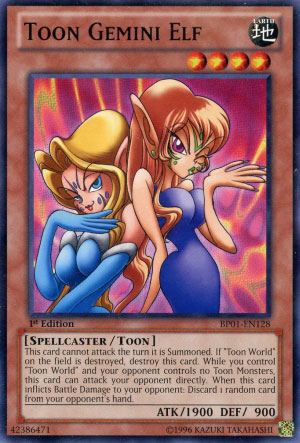 TOON GEMINI ELF
EARTH
地
1st Edition
BP01-EN128
[SPELLCASTER / TOON]
This card cannot attack the turn it is Summoned. If "Toon World"
on the field is destroyed, destroy this card. While you control
"Toon World" and your opponent controls no Toon Monsters,
this card can attack your opponent directly. When this card
inflicts Battle Damage to your opponent: Discard 1 random
card from your opponent's hand.
ATK/1900 DEF/ 900
42386471
©1996 KAZUKI TAKAHASHI